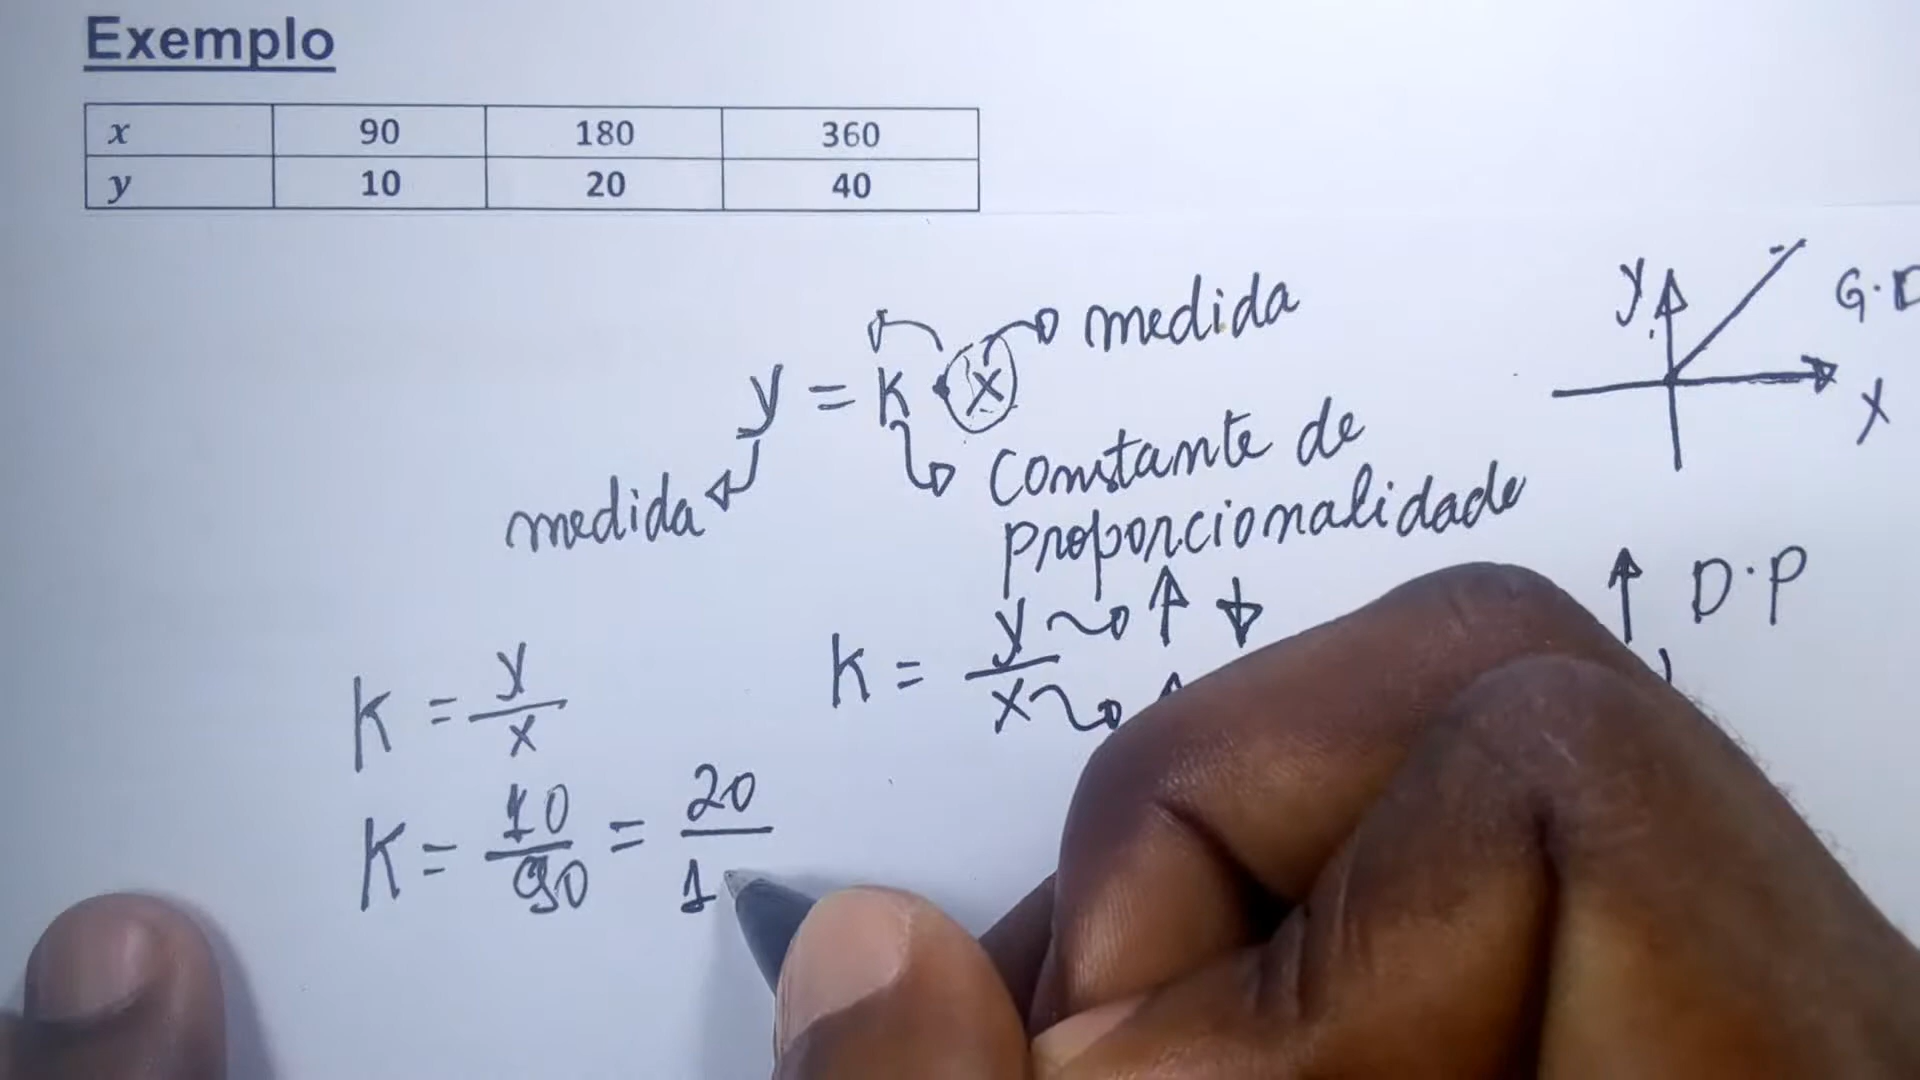 Exemplo
x 90 180 360
y 10 20 40
medida
y = k · x
medida
Constante de
proporcionalidade
y
G.D
x
k = y/x
k = y/x
D.P
k = 10/90 = 20/1